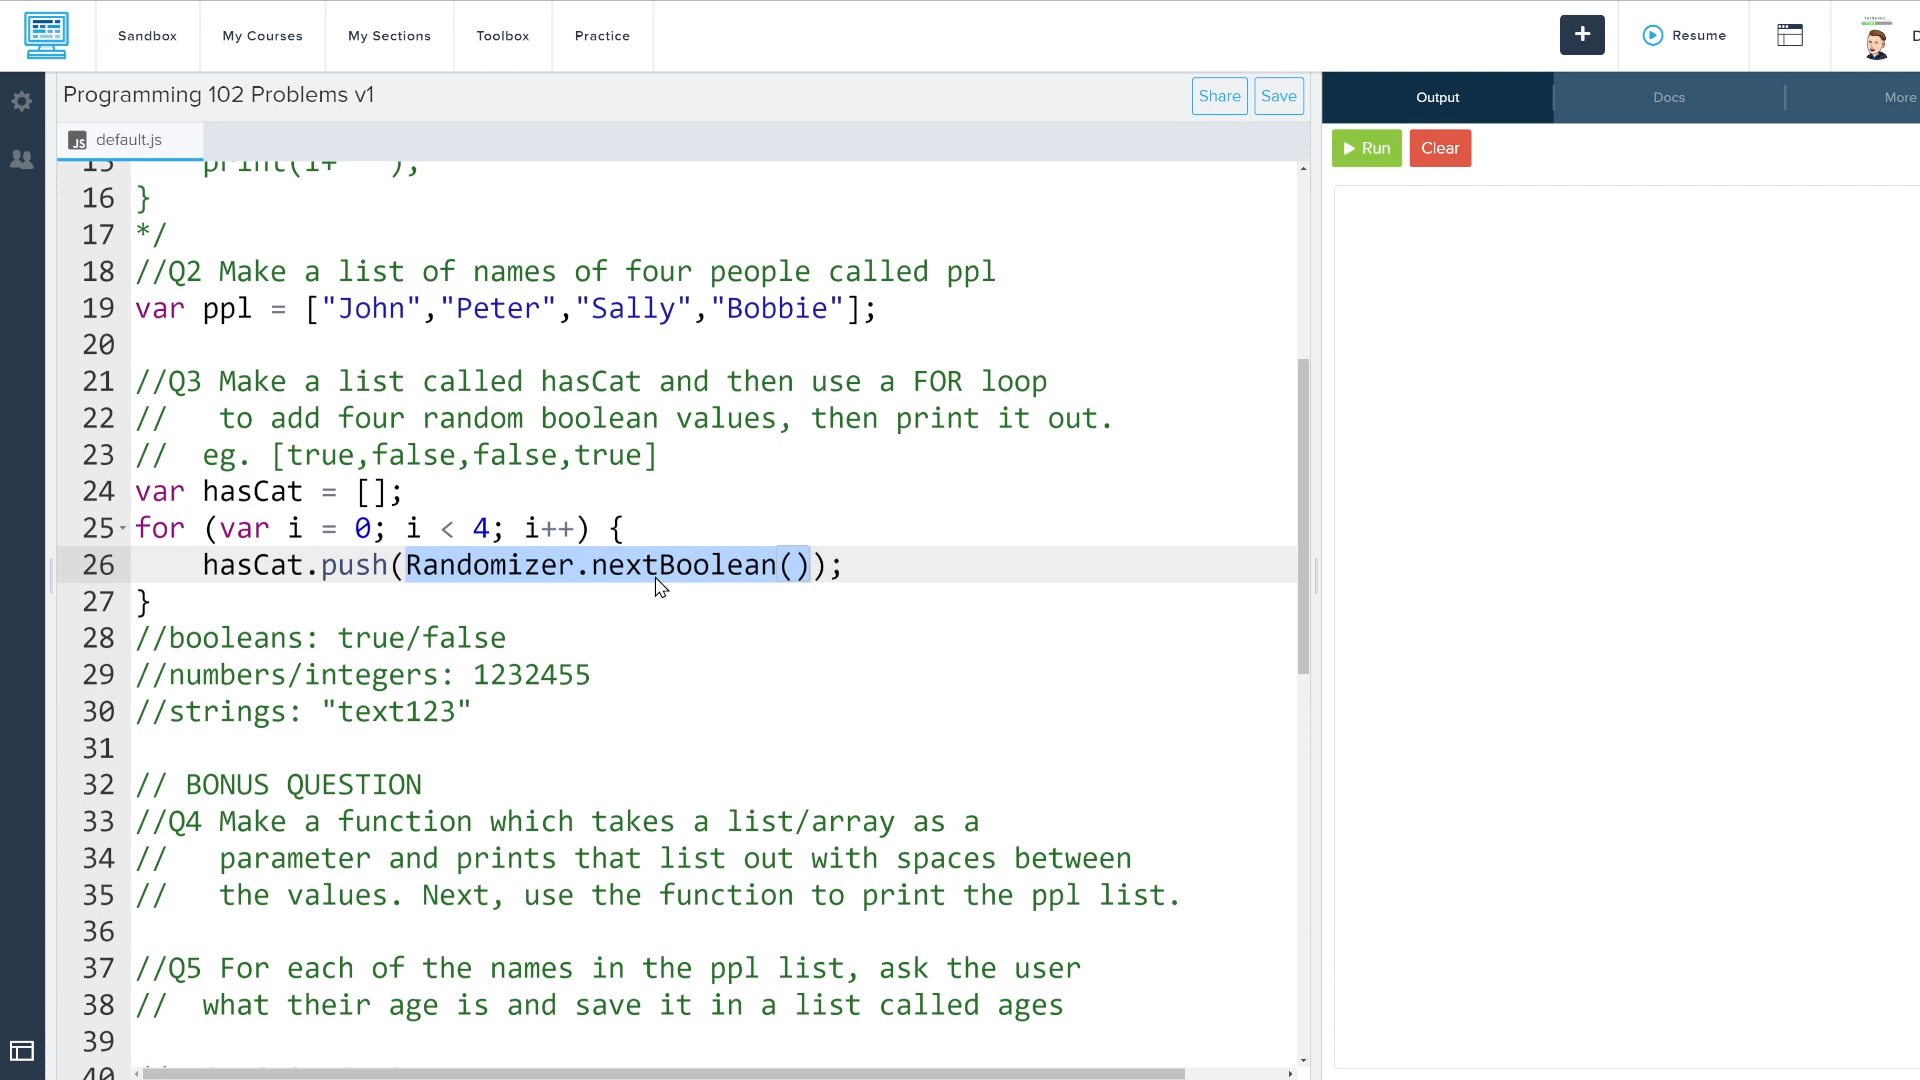 Sandbox
My Courses
My Sections
Toolbox
Practice
+
Resume
Programming 102 Problems v1
Share
Save
Output
Docs
More
JS default.js
Run
Clear
15 print(i+" ");
16 }
17 */
18 //Q2 Make a list of names of four people called ppl
19 var ppl = ["John","Peter","Sally","Bobbie"];
20
21 //Q3 Make a list called hasCat and then use a FOR loop
22 //   to add four random boolean values, then print it out.
23 //  eg. [true,false,false,true]
24 var hasCat = [];
25 for (var i = 0; i < 4; i++) {
26     hasCat.push(Randomizer.nextBoolean());
27 }
28 //booleans: true/false
29 //numbers/integers: 1232455
30 //strings: "text123"
31
32 // BONUS QUESTION
33 //Q4 Make a function which takes a list/array as a
34 //   parameter and prints that list out with spaces between
35 //   the values. Next, use the function to print the ppl list.
36
37 //Q5 For each of the names in the ppl list, ask the user
38 //  what their age is and save it in a list called ages
39
40